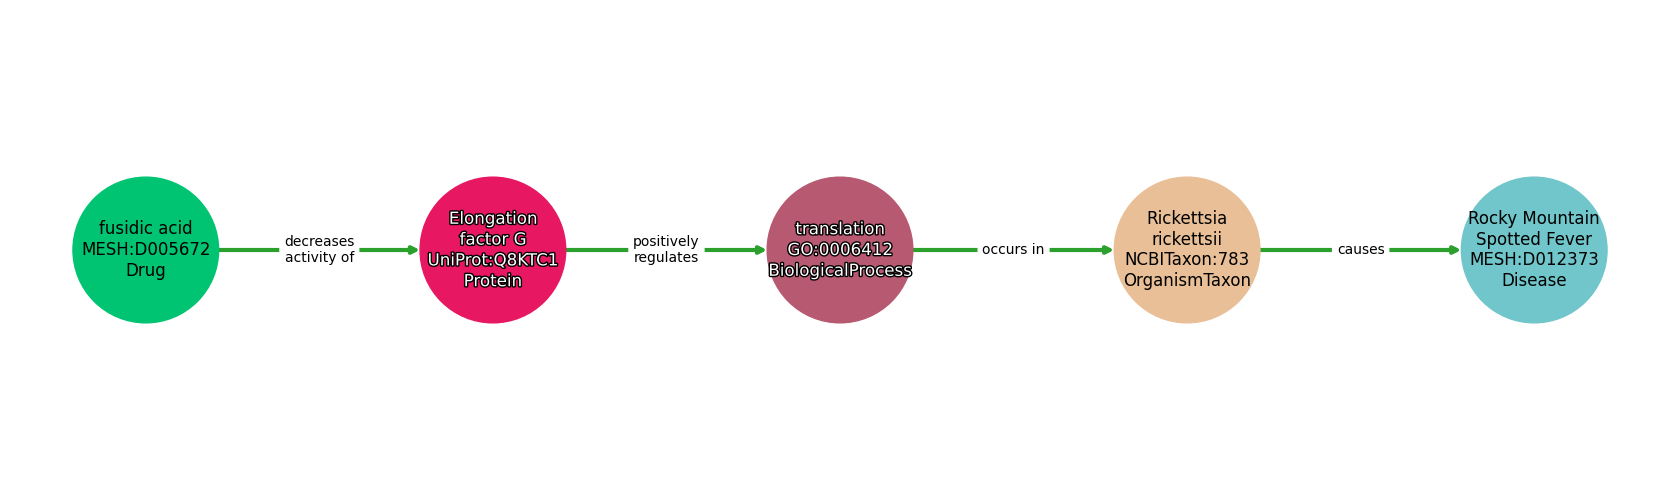 fusidic acid
MESH:D005672
Drug
decreases
activity of
Elongation
factor G
UniProt:Q8KTC1
Protein
positively
regulates
translation
GO:0006412
BiologicalProcess
occurs in
Rickettsia
rickettsii
NCBITaxon:783
OrganismTaxon
causes
Rocky Mountain
Spotted Fever
MESH:D012373
Disease